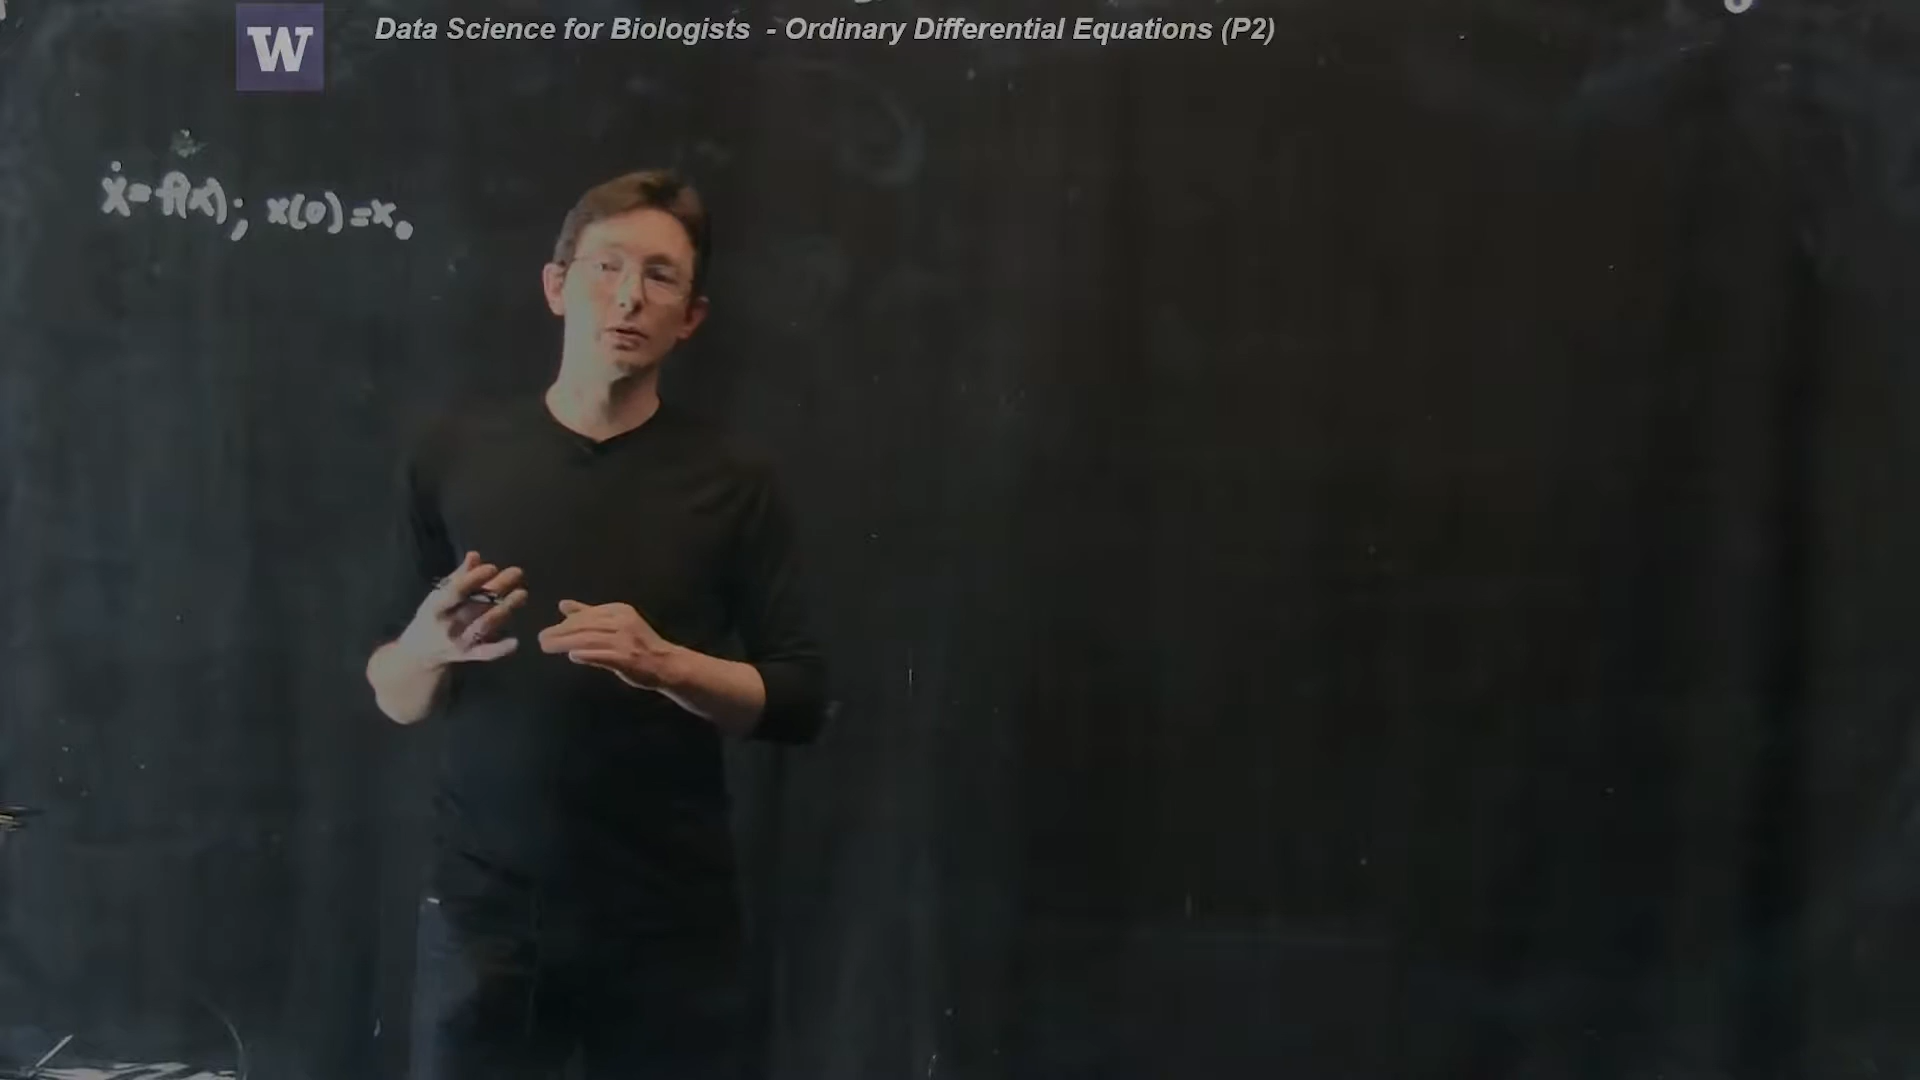 W
Data Science for Biologists - Ordinary Differential Equations (P2)
ẋ = f(x); x(0) = x₀